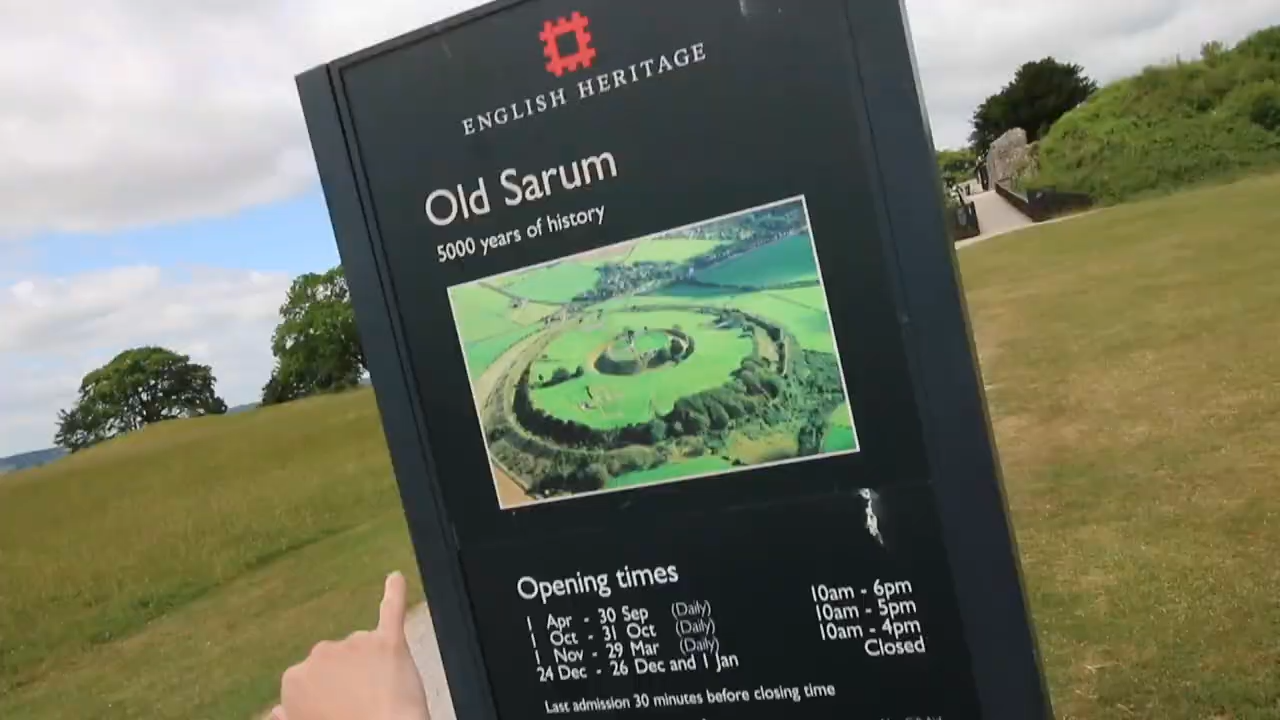 ENGLISH HERITAGE
Old Sarum
5000 years of history
Opening times
1 Apr - 30 Sep (Daily) 10am - 6pm
1 Oct - 31 Oct (Daily) 10am - 5pm
1 Nov - 29 Mar (Daily) 10am - 4pm
24 Dec - 26 Dec and 1 Jan Closed
Last admission 30 minutes before closing time